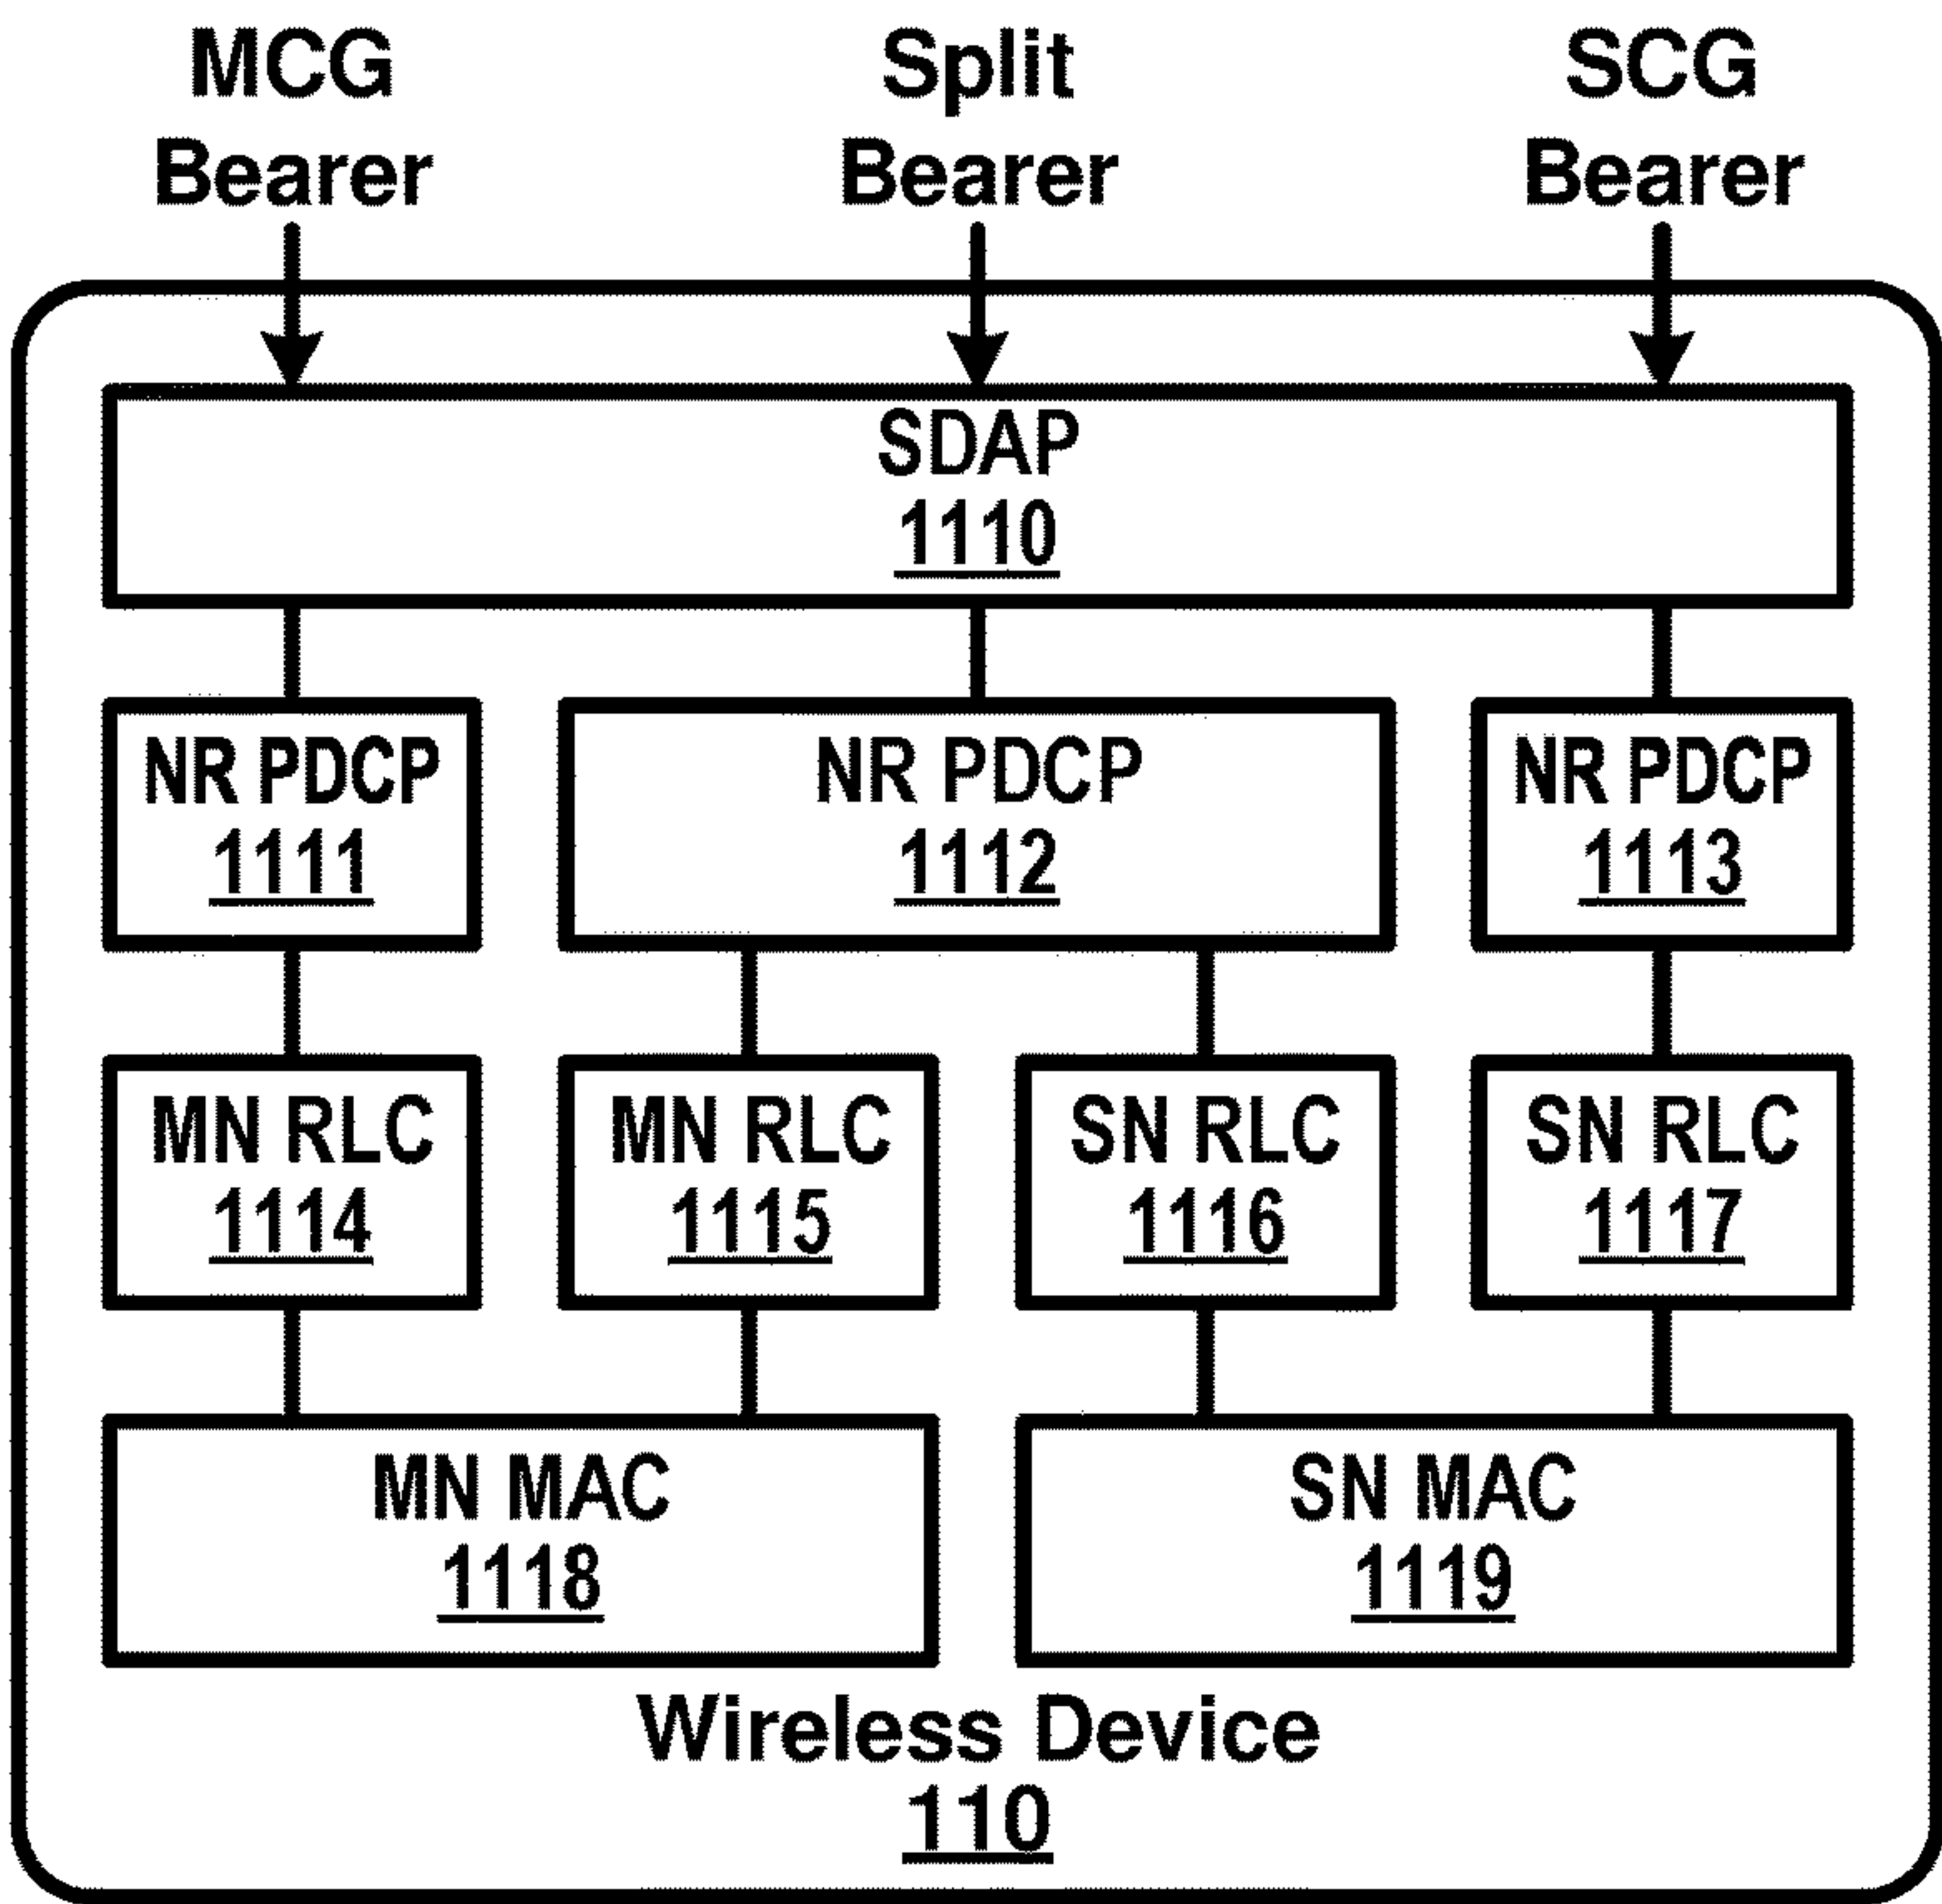 MCG Bearer
Split Bearer
SCG Bearer
SDAP
1110
NR PDCP
1111
NR PDCP
1112
NR PDCP
1113
MN RLC
1114
MN RLC
1115
SN RLC
1116
SN RLC
1117
MN MAC
1118
SN MAC
1119
Wireless Device
110